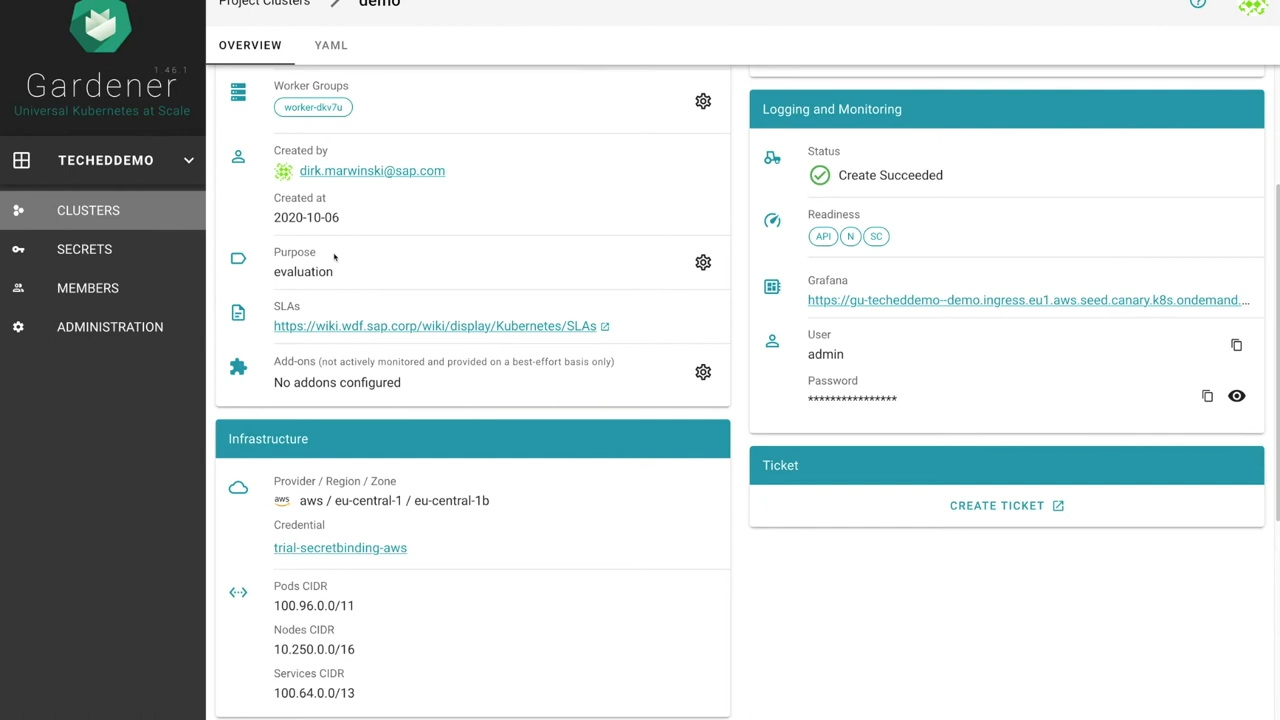 Project Clusters
demo
1.46.1
Gardener
Universal Kubernetes at Scale
TECHEDDEMO
CLUSTERS
SECRETS
MEMBERS
ADMINISTRATION
OVERVIEW
YAML
Worker Groups
worker-dkv7u
Created by
dirk.marwinski@sap.com
Created at
2020-10-06
Purpose
evaluation
SLAs
https://wiki.wdf.sap.corp/wiki/display/Kubernetes/SLAs
Add-ons (not actively monitored and provided on a best-effort basis only)
No addons configured
Infrastructure
Provider / Region / Zone
aws
aws / eu-central-1 / eu-central-1b
Credential
trial-secretbinding-aws
Pods CIDR
100.96.0.0/11
Nodes CIDR
10.250.0.0/16
Services CIDR
100.64.0.0/13
Logging and Monitoring
Status
Create Succeeded
Readiness
API N SC
Grafana
https://gu-techeddemo--demo.ingress.eu1.aws.seed.canary.k8s.ondemand....
User
admin
Password
****************
Ticket
CREATE TICKET